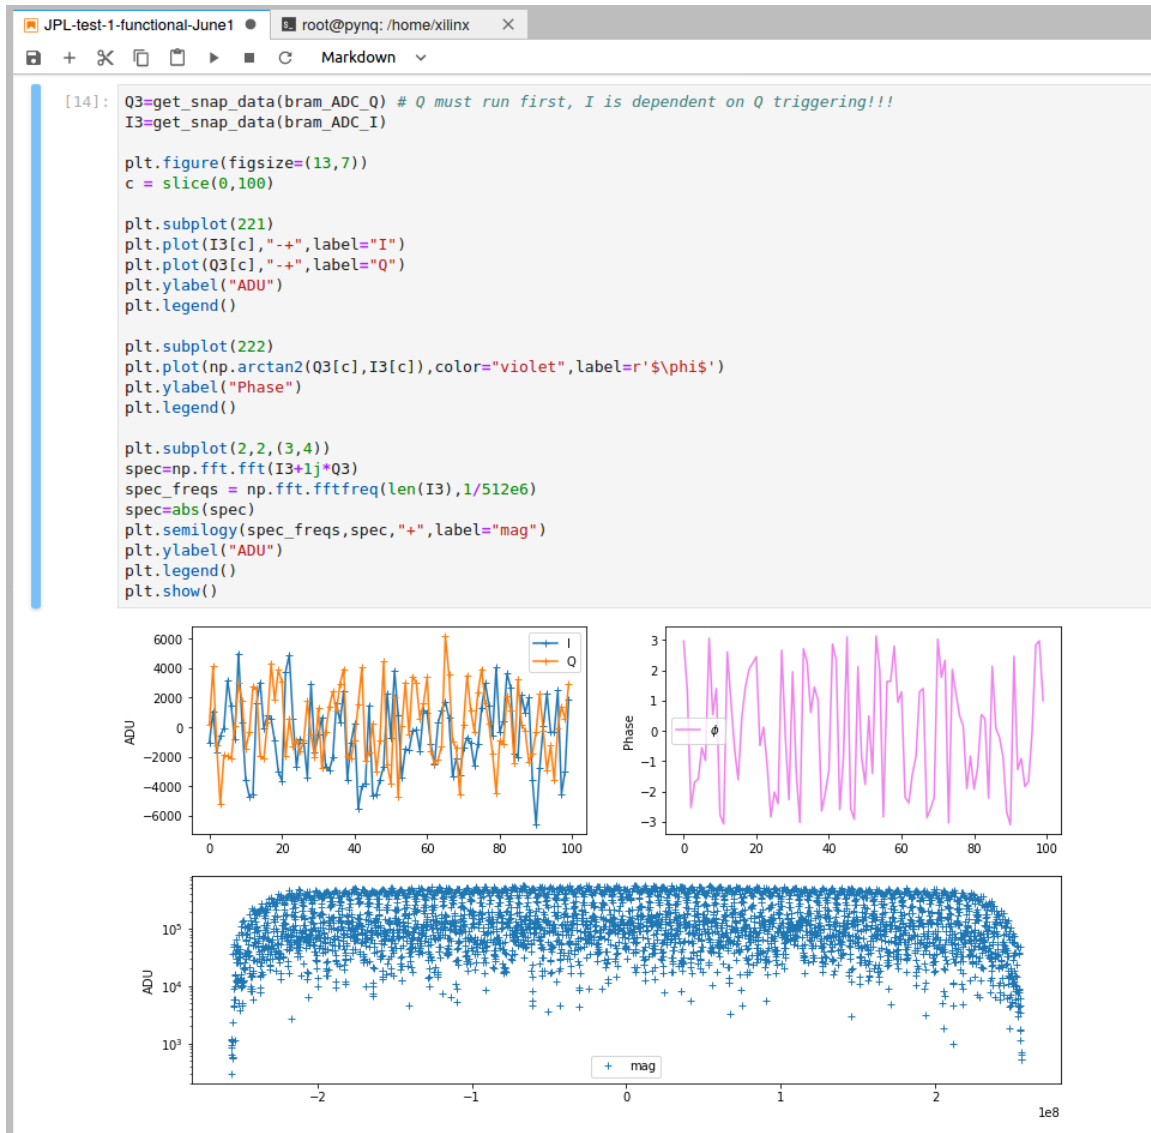 JPL-test-1-functional-June1
root@pynq: /home/xilinx
Markdown
[14]:
Q3=get_snap_data(bram_ADC_Q) # Q must run first, I is dependent on Q triggering!!!
I3=get_snap_data(bram_ADC_I)
plt.figure(figsize=(13,7))
c = slice(0,100)
plt.subplot(221)
plt.plot(I3[c],"-+",label="I")
plt.plot(Q3[c],"-+",label="Q")
plt.ylabel("ADU")
plt.legend()
plt.subplot(222)
plt.plot(np.arctan2(Q3[c],I3[c]),color="violet",label=r'$\phi$')
plt.ylabel("Phase")
plt.legend()
plt.subplot(2,2,(3,4))
spec=np.fft.fft(I3+1j*Q3)
spec_freqs = np.fft.fftfreq(len(I3),1/512e6)
spec=abs(spec)
plt.semilogy(spec_freqs,spec,"+",label="mag")
plt.ylabel("ADU")
plt.legend()
plt.show()
6000
4000
2000
0
−2000
−4000
−6000
ADU
I
Q
0 20 40 60 80 100
3
2
1
0
−1
−2
−3
Phase
ϕ
0 20 40 60 80 100
10⁵
10⁴
10³
ADU
mag
−2 −1 0 1 2
1e8